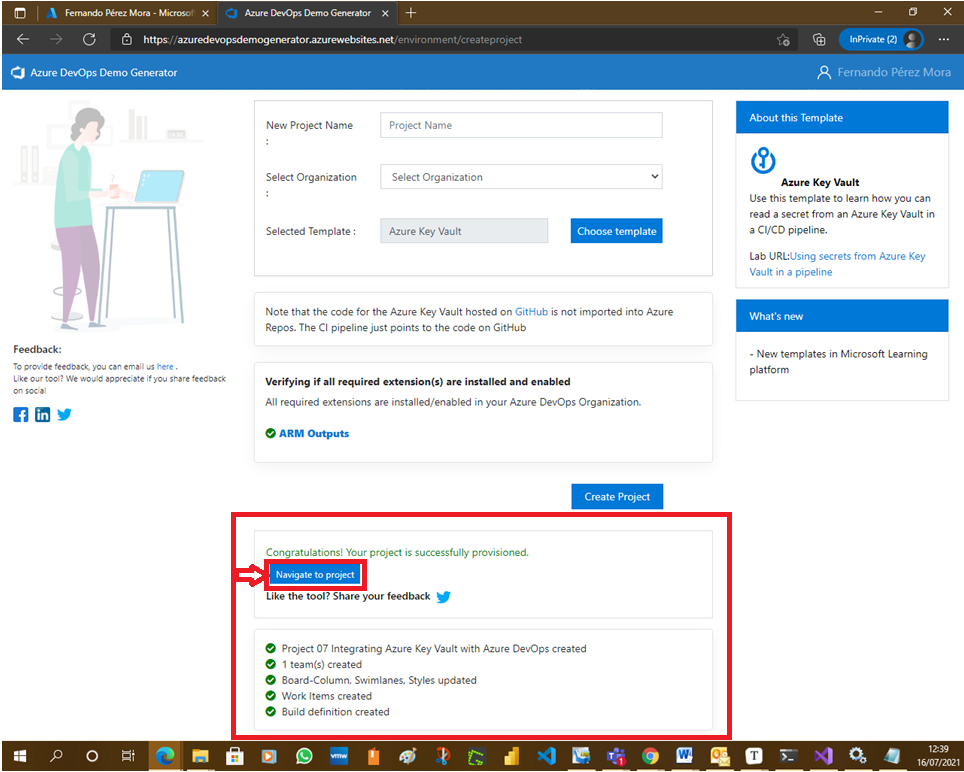 Fernando Pérez Mora - Microsoft
Azure DevOps Demo Generator
https://azuredevopsdemogenerator.azurewebsites.net/environment/createproject
InPrivate (2)
Azure DevOps Demo Generator
Fernando Pérez Mora
New Project Name
:
Project Name
Select Organization
:
Select Organization
Selected Template :
Azure Key Vault
Choose template
Note that the code for the Azure Key Vault hosted on GitHub is not imported into Azure
Repos. The CI pipeline just points to the code on GitHub
Verifying if all required extension(s) are installed and enabled
All required extensions are installed/enabled in your Azure DevOps Organization.
ARM Outputs
Create Project
Congratulations! Your project is successfully provisioned.
Navigate to project
Like the tool? Share your feedback
Project 07 Integrating Azure Key Vault with Azure DevOps created
1 team(s) created
Board-Column, Swimlanes, Styles updated
Work Items created
Build definition created
Feedback:
To provide feedback, you can email us here .
Like our tool? We would appreciate if you share feedback
on social
About this Template
Azure Key Vault
Use this template to learn how you can
read a secret from an Azure Key Vault in
a CI/CD pipeline.
Lab URL:Using secrets from Azure Key
Vault in a pipeline
What's new
- New templates in Microsoft Learning
platform
vmw
1
T
12:39
16/07/2021